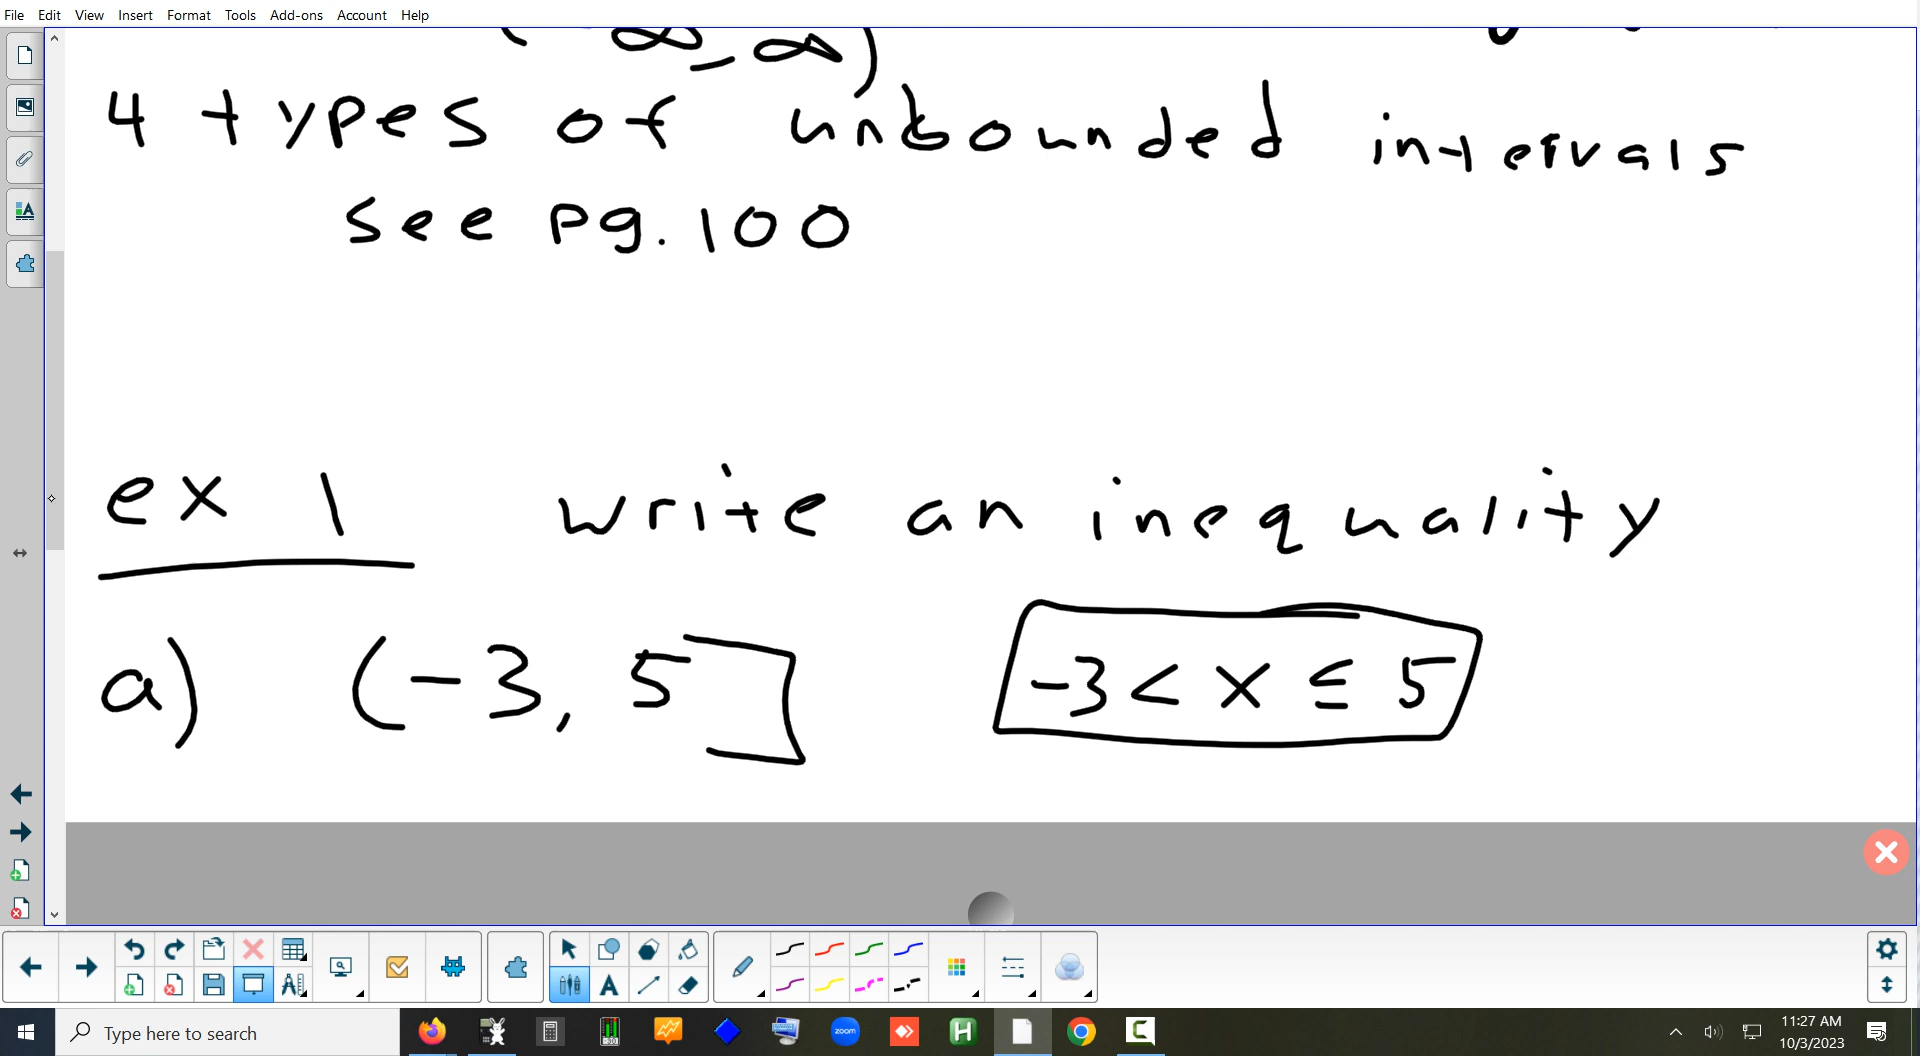 File Edit View Insert Format Tools Add-ons Account Help
(-∞, ∞)
4 types of unbounded intervals
see pg. 100
ex 1 write an inequality
a) (-3, 5] -3 < x ≤ 5
Type here to search
zoom
11:27 AM
10/3/2023